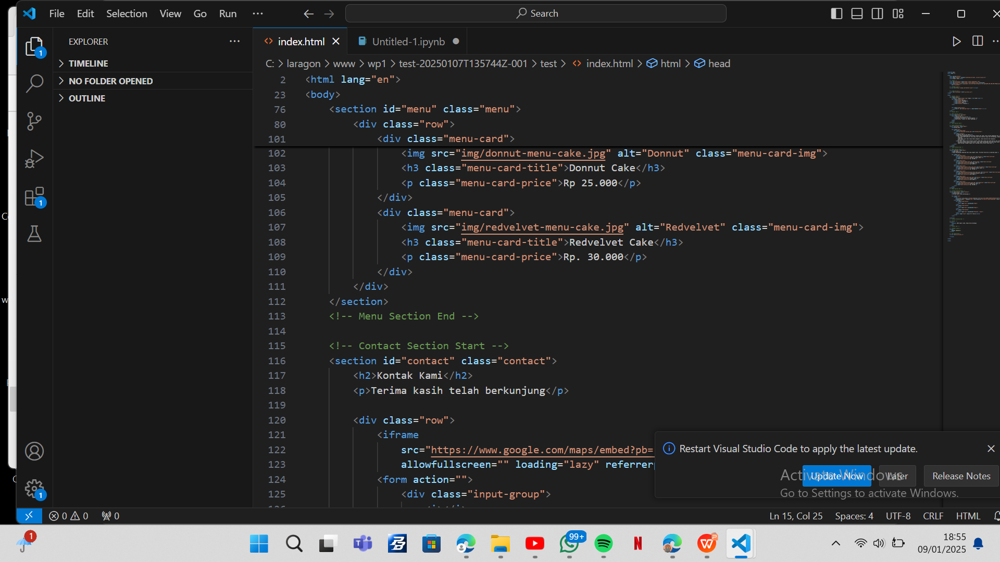 File Edit Selection View Go Run ··· Search
EXPLORER ···
TIMELINE
NO FOLDER OPENED
OUTLINE
index.html
Untitled-1.ipynb
C: > laragon > www > wp1 > test-20250107T135744Z-001 > test > index.html > html > head
2 <html lang="en">
23 <body>
76 <section id="menu" class="menu">
80 <div class="row">
101 <div class="menu-card">
102 <img src="img/donnut-menu-cake.jpg" alt="Donnut" class="menu-card-img">
103 <h3 class="menu-card-title">Donnut Cake</h3>
104 <p class="menu-card-price">Rp 25.000</p>
105 </div>
106 <div class="menu-card">
107 <img src="img/redvelvet-menu-cake.jpg" alt="Redvelvet" class="menu-card-img">
108 <h3 class="menu-card-title">Redvelvet Cake</h3>
109 <p class="menu-card-price">Rp. 30.000</p>
110 </div>
111 </div>
112 </section>
113 <!-- Menu Section End -->
114
115 <!-- Contact Section Start -->
116 <section id="contact" class="contact">
117 <h2>Kontak Kami</h2>
118 <p>Terima kasih telah berkunjung</p>
119
120 <div class="row">
121 <iframe
122 src="https://www.google.com/maps/embed?pb=
123 allowfullscreen="" loading="lazy" referrer
124 <form action="">
125 <div class="input-group">
Restart Visual Studio Code to apply the latest update.
Update Now Later Release Notes
Activate Windows
Go to Settings to activate Windows.
1
1
1
0 0 0
Ln 15, Col 25 Spaces: 4 UTF-8 CRLF HTML
1
99+
18:55
09/01/2025